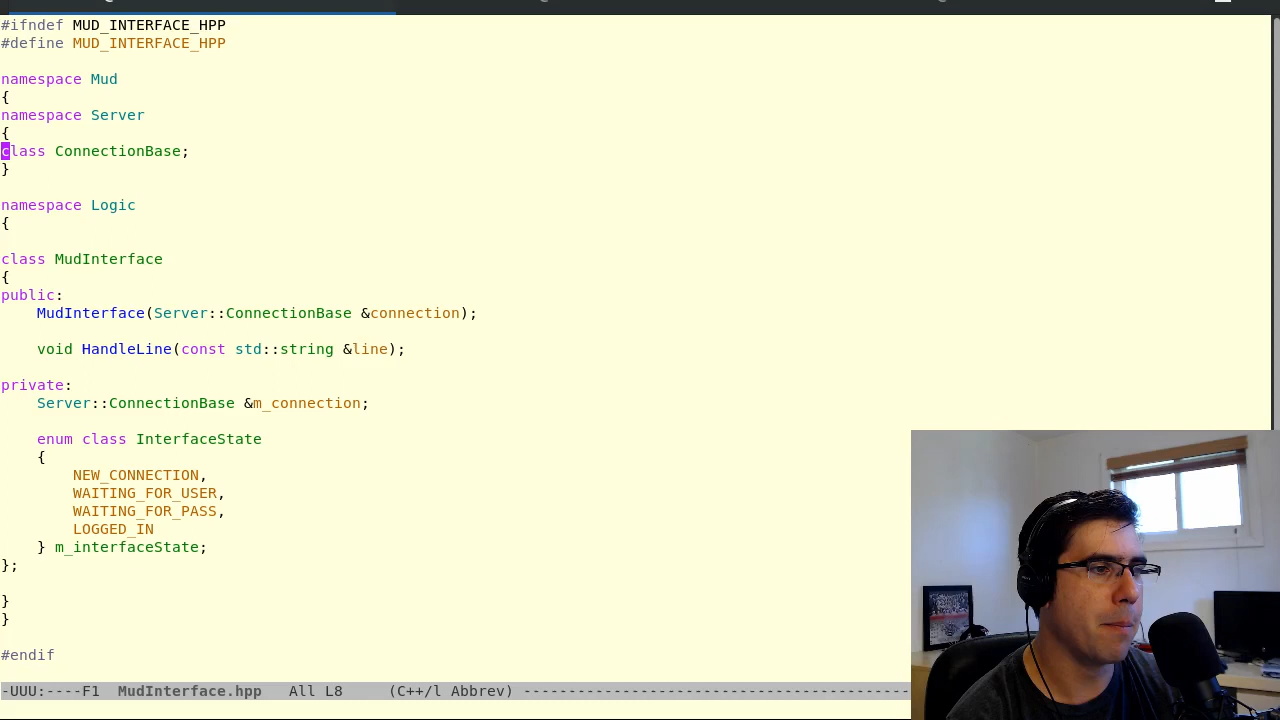 #ifndef MUD_INTERFACE_HPP
#define MUD_INTERFACE_HPP
namespace Mud
{
namespace Server
{
class ConnectionBase;
}
namespace Logic
{
class MudInterface
{
public:
MudInterface(Server::ConnectionBase &connection);
void HandleLine(const std::string &line);
private:
Server::ConnectionBase &m_connection;
enum class InterfaceState
{
NEW_CONNECTION,
WAITING_FOR_USER,
WAITING_FOR_PASS,
LOGGED_IN
} m_interfaceState;
};
}
}
#endif
-UUU:----F1  MudInterface.hpp   All L8     (C++/l Abbrev) -------------------------------------------